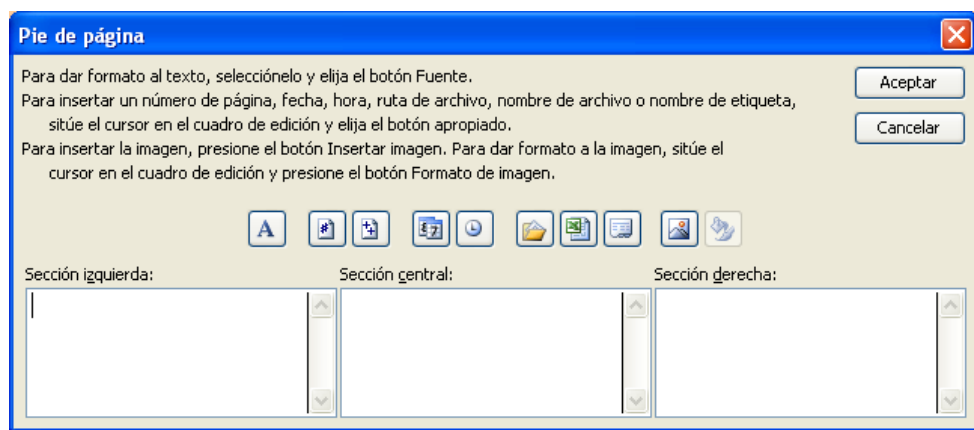 Pie de página
Para dar formato al texto, selecciónelo y elija el botón Fuente.
Para insertar un número de página, fecha, hora, ruta de archivo, nombre de archivo o nombre de etiqueta,
sitúe el cursor en el cuadro de edición y elija el botón apropiado.
Para insertar la imagen, presione el botón Insertar imagen. Para dar formato a la imagen, sitúe el
cursor en el cuadro de edición y presione el botón Formato de imagen.
Aceptar
Cancelar
A
Sección izquierda:
Sección central:
Sección derecha: